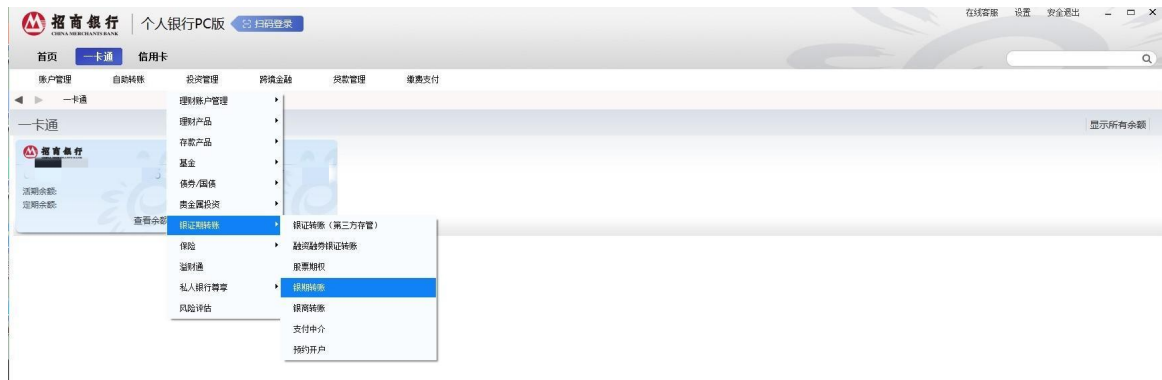 招商银行 个人银行PC版 扫码登录 在线客服 设置 安全退出
CHINA MERCHANTS BANK
首页 一卡通 信用卡
账户管理 自助转账 投资管理 跨境金融 贷款管理 缴费支付
一卡通
一卡通 显示所有余额
招商银行
活期余额:
定期余额:
查看余额
理财账户管理
理财产品
存款产品
基金
债券/国债
贵金属投资
银证期转账
保险
溢财通
私人银行尊享
风险评估
银证转账（第三方存管）
融资融券银证转账
股票期权
银期转账
银商转账
支付中介
预约开户